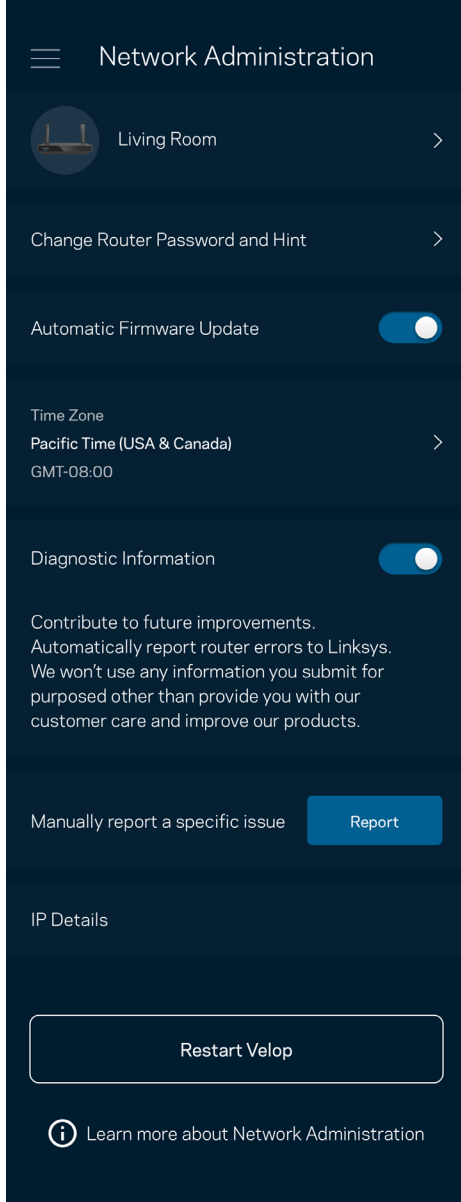 Network Administration
Living Room
Change Router Password and Hint
Automatic Firmware Update
Time Zone
Pacific Time (USA & Canada)
GMT-08:00
Diagnostic Information
Contribute to future improvements.
Automatically report router errors to Linksys.
We won't use any information you submit for
purposed other than provide you with our
customer care and improve our products.
Manually report a specific issue
Report
IP Details
Restart Velop
Learn more about Network Administration